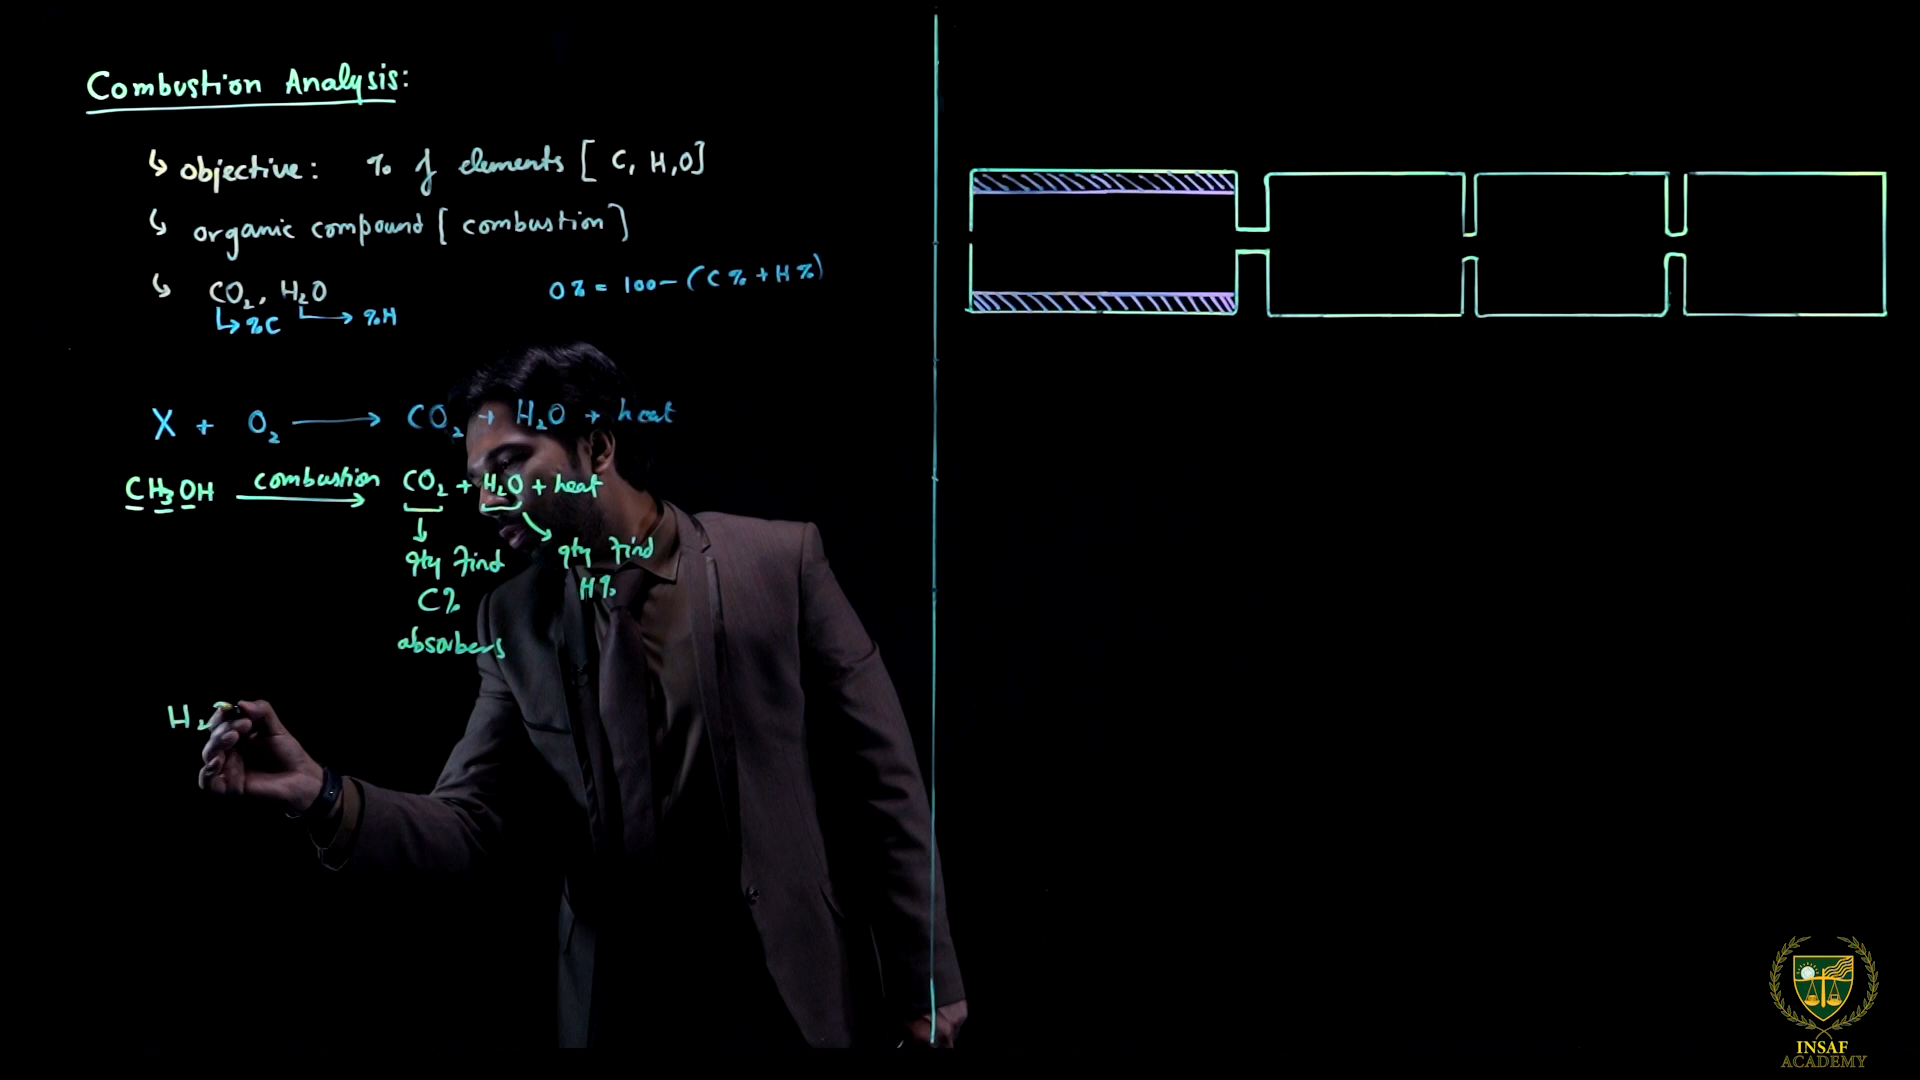 Combustion Analysis:
↳ objective: % of elements [ C, H, O]
↳ organic compound [ combustion ]
↳ CO₂, H₂O
↳ %C → %H
O % = 100 - ( C % + H % )
X + O₂ → CO₂ + H₂O + heat
CH₃OH combustion → CO₂ + H₂O + heat
qty find qty find
C% H%
absorbers
H₂
INSAF
ACADEMY